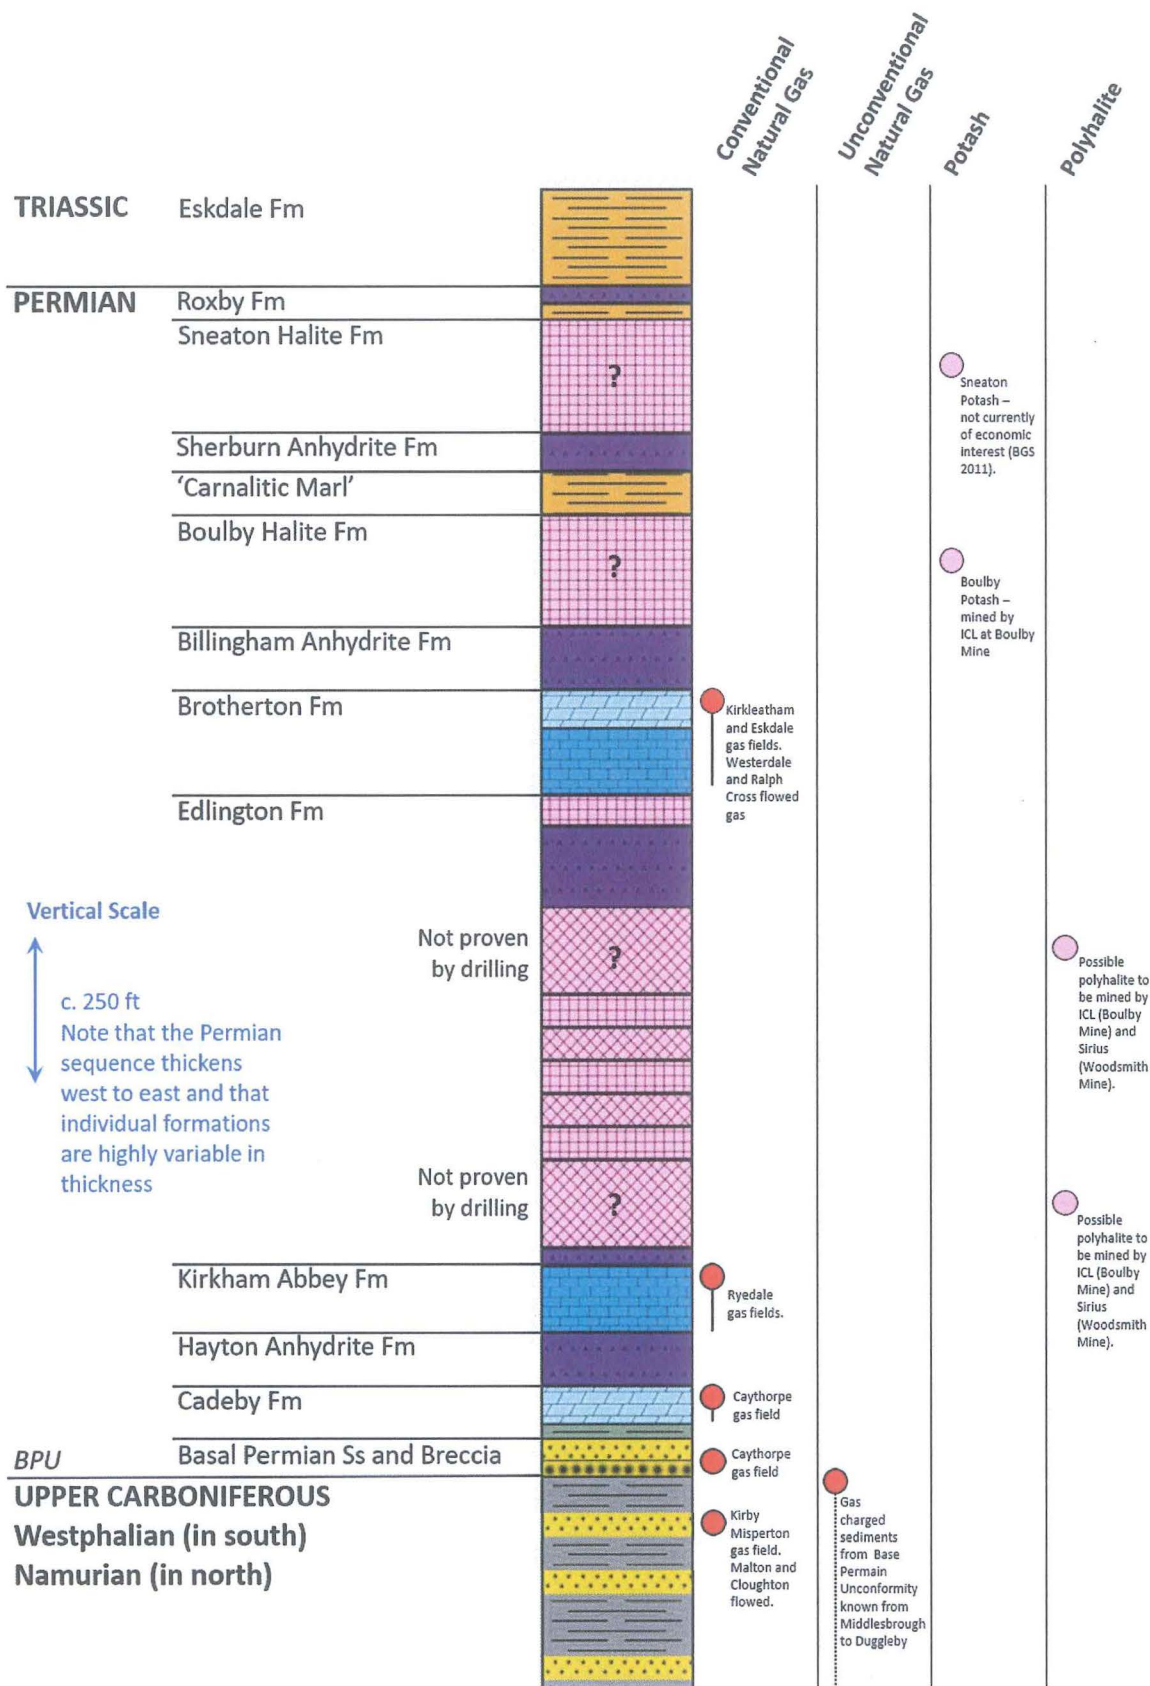 Conventional
Natural Gas
Unconventional
Natural Gas
Potash
Polyhalite
TRIASSIC
Eskdale Fm
PERMIAN
Roxby Fm
Sneaton Halite Fm
?
Sneaton
Potash –
not currently
of economic
interest (BGS
2011).
Sherburn Anhydrite Fm
‘Carnalitic Marl’
Boulby Halite Fm
?
Boulby
Potash –
mined by
ICL at Boulby
Mine
Billingham Anhydrite Fm
Brotherton Fm
Kirkleatham
and Eskdale
gas fields.
Westerdale
and Ralph
Cross flowed
gas
Edlington Fm
Vertical Scale
c. 250 ft
Note that the Permian
sequence thickens
west to east and that
individual formations
are highly variable in
thickness
Not proven
by drilling
?
Possible
polyhalite to
be mined by
ICL (Boulby
Mine) and
Sirius
(Woodsmith
Mine).
Not proven
by drilling
?
Possible
polyhalite to
be mined by
ICL (Boulby
Mine) and
Sirius
(Woodsmith
Mine).
Kirkham Abbey Fm
Ryedale
gas fields.
Hayton Anhydrite Fm
Cadeby Fm
Caythorpe
gas field
BPU
Basal Permian Ss and Breccia
Caythorpe
gas field
UPPER CARBONIFEROUS
Westphalian (in south)
Namurian (in north)
Kirby
Misperton
gas field.
Malton and
Cloughton
flowed.
Gas
charged
sediments
from Base
Permain
Unconformity
known from
Middlesbrough
to Duggleby